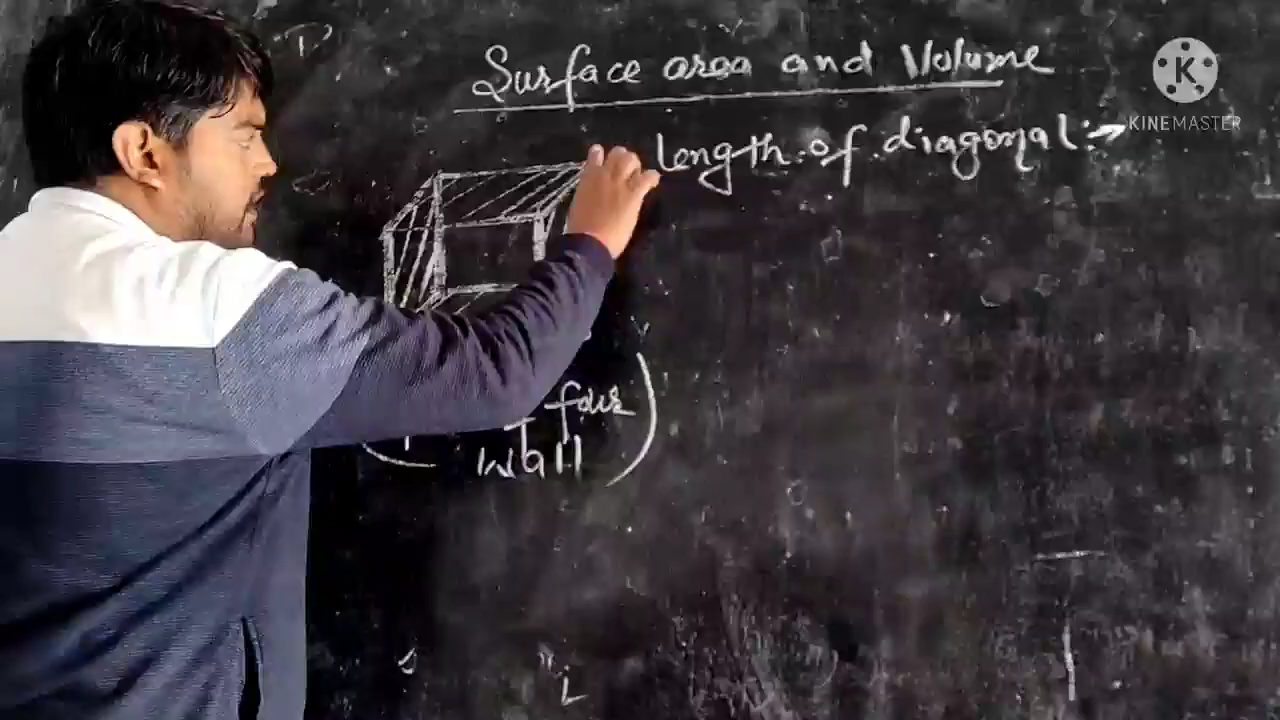 Surface area and Volume
length of diagonal :→
four
wall
K
KINEMASTER